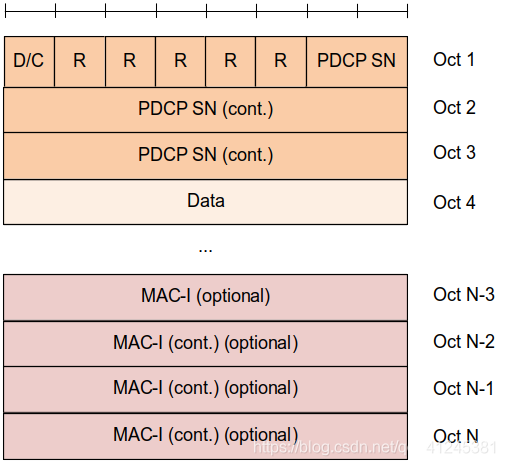 D/C R R R R R PDCP SN Oct 1
PDCP SN (cont.) Oct 2
PDCP SN (cont.) Oct 3
Data Oct 4
...
MAC-I (optional) Oct N-3
MAC-I (cont.) (optional) Oct N-2
MAC-I (cont.) (optional) Oct N-1
MAC-I (cont.) (optional) Oct N